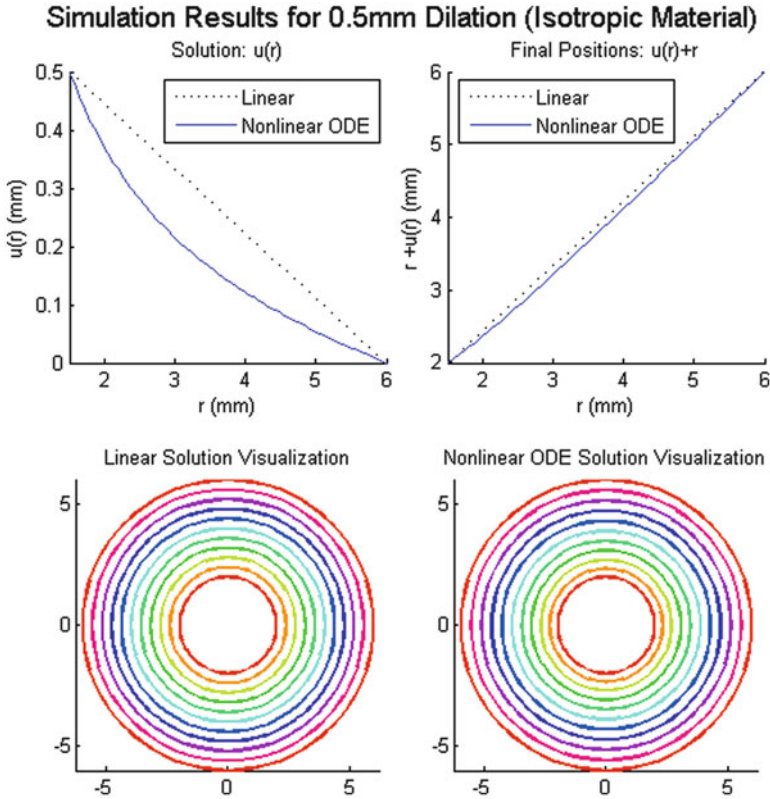 Simulation Results for 0.5mm Dilation (Isotropic Material)
Solution: u(r)
0.5
0.4
0.3
0.2
0.1
0
u(r) (mm)
Linear
Nonlinear ODE
2
3
4
5
6
r (mm)
Final Positions: u(r)+r
6
5
4
3
2
r +u(r) (mm)
Linear
Nonlinear ODE
2
3
4
5
6
r (mm)
Linear Solution Visualization
5
0
-5
-5
0
5
Nonlinear ODE Solution Visualization
5
0
-5
-5
0
5